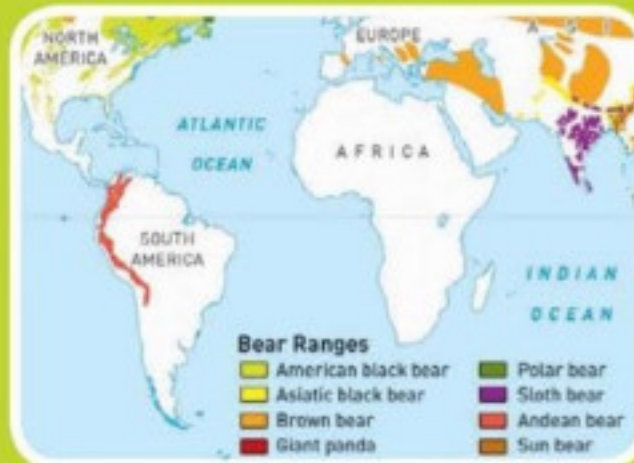 NORTH
AMERICA
EUROPE
A S I
ATLANTIC
OCEAN
AFRICA
SOUTH
AMERICA
INDIAN
OCEAN
Bear Ranges
American black bear
Asiatic black bear
Brown bear
Giant panda
Polar bear
Sloth bear
Andean bear
Sun bear